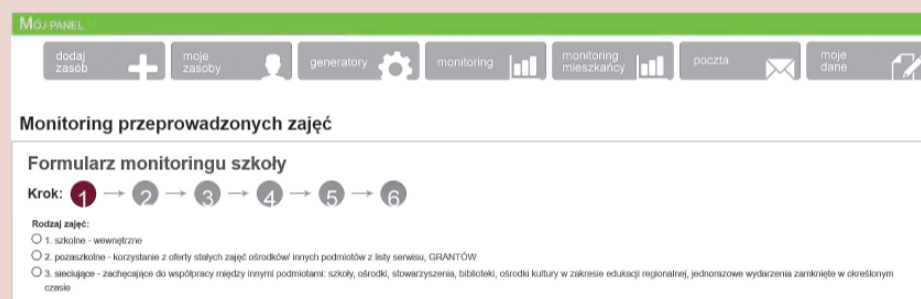 MÓJ PANEL
dodaj
zasób
moje
zasoby
generatory
monitoring
monitoring
mieszkańcy
poczta
moje
dane
Monitoring przeprowadzonych zajęć
Formularz monitoringu szkoły
Krok: 1 → 2 → 3 → 4 → 5 → 6
Rodzaj zajęć:
1. szkolne - wewnętrzne
2. pozaszkolne - korzystanie z oferty stałych zajęć ośrodków/ innych podmiotów z listy serwisu, GRANTÓW
3. sieciujące - zachęcające do współpracy między innymi podmiotami: szkoły, ośrodki, stowarzyszenia, biblioteki, ośrodki kultury w zakresie edukacji regionalnej, jednorazowe wydarzenia zamknięte w określonym
czasie